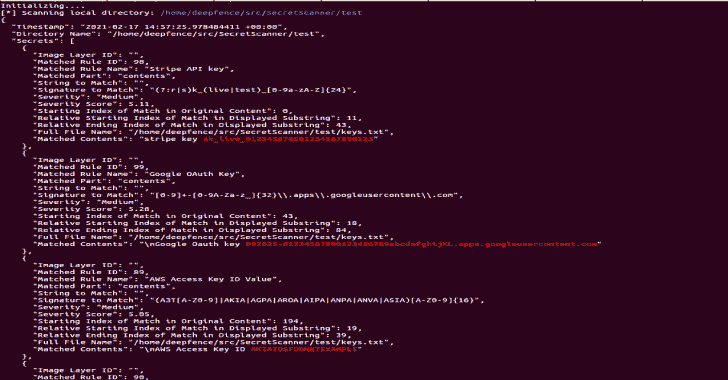 Initializing....
[*] Scanning local directory: /home/deepfence/src/SecretScanner/test
{
"Timestamp": "2021-02-17 14:57:25.978484411 +00:00",
"Directory Name": "/home/deepfence/src/SecretScanner/test",
"Secrets": [
{
"Image Layer ID": "",
"Matched Rule ID": 98,
"Matched Rule Name": "Stripe API key",
"Matched Part": "contents",
"String to Match": "",
"Signature to Match": "(?:r|s)k_(live|test)_[0-9a-zA-Z]{24}",
"Severity": "Medium",
"Severity Score": 5.11,
"Starting Index of Match in Original Content": 0,
"Relative Starting Index of Match in Displayed Substring": 11,
"Relative Ending Index of Match in Displayed Substring": 43,
"Full File Name": "/home/deepfence/src/SecretScanner/test/keys.txt",
"Matched Contents": "stripe key
},
{
"Image Layer ID": "",
"Matched Rule ID": 99,
"Matched Rule Name": "Google OAuth Key",
"Matched Part": "contents",
"String to Match": "",
"Signature to Match": "[0-9]+-[0-9A-Za-z_]{32}\\.apps\\.googleusercontent\\.com",
"Severity": "Medium",
"Severity Score": 5.28,
"Starting Index of Match in Original Content": 43,
"Relative Starting Index of Match in Displayed Substring": 18,
"Relative Ending Index of Match in Displayed Substring": 84,
"Full File Name": "/home/deepfence/src/SecretScanner/test/keys.txt",
"Matched Contents": "\nGoogle Oauth key
},
{
"Image Layer ID": "",
"Matched Rule ID": 89,
"Matched Rule Name": "AWS Access Key ID Value",
"Matched Part": "contents",
"String to Match": "",
"Signature to Match": "(A3T[A-Z0-9]|AKIA|AGPA|AROA|AIPA|ANPA|ANVA|ASIA)[A-Z0-9]{16}",
"Severity": "Medium",
"Severity Score": 5.05,
"Starting Index of Match in Original Content": 194,
"Relative Starting Index of Match in Displayed Substring": 19,
"Relative Ending Index of Match in Displayed Substring": 39,
"Full File Name": "/home/deepfence/src/SecretScanner/test/keys.txt",
"Matched Contents": "\nAWS Access Key ID
},
{
"Image Layer ID": "",
"Matched Rule ID": 90,